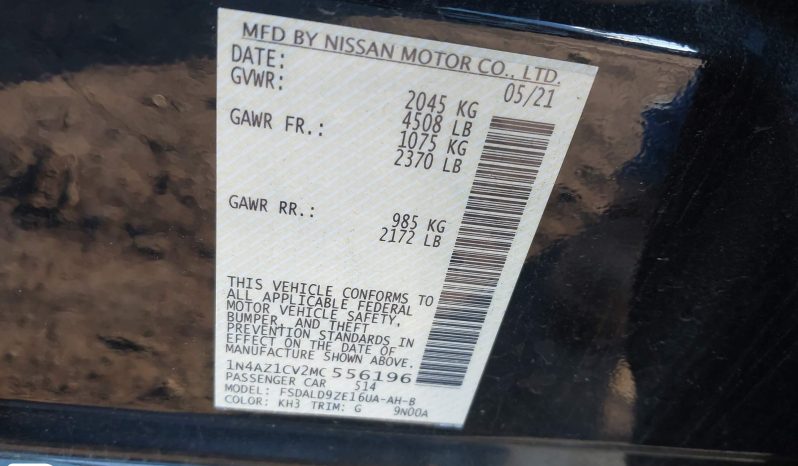 MFD BY NISSAN MOTOR CO., LTD.
DATE: 05/21
GVWR: 2045 KG
4508 LB
GAWR FR.: 1075 KG
2370 LB
GAWR RR.: 985 KG
2172 LB
THIS VEHICLE CONFORMS TO
ALL APPLICABLE FEDERAL
MOTOR VEHICLE SAFETY,
BUMPER, AND THEFT
PREVENTION STANDARDS IN
EFFECT ON THE DATE OF
MANUFACTURE SHOWN ABOVE.
1N4AZ1CV2MC 556196
PASSENGER CAR 514
MODEL: FSDALD9ZE16UA-AH-B
COLOR: KH3 TRIM: G 9N00A